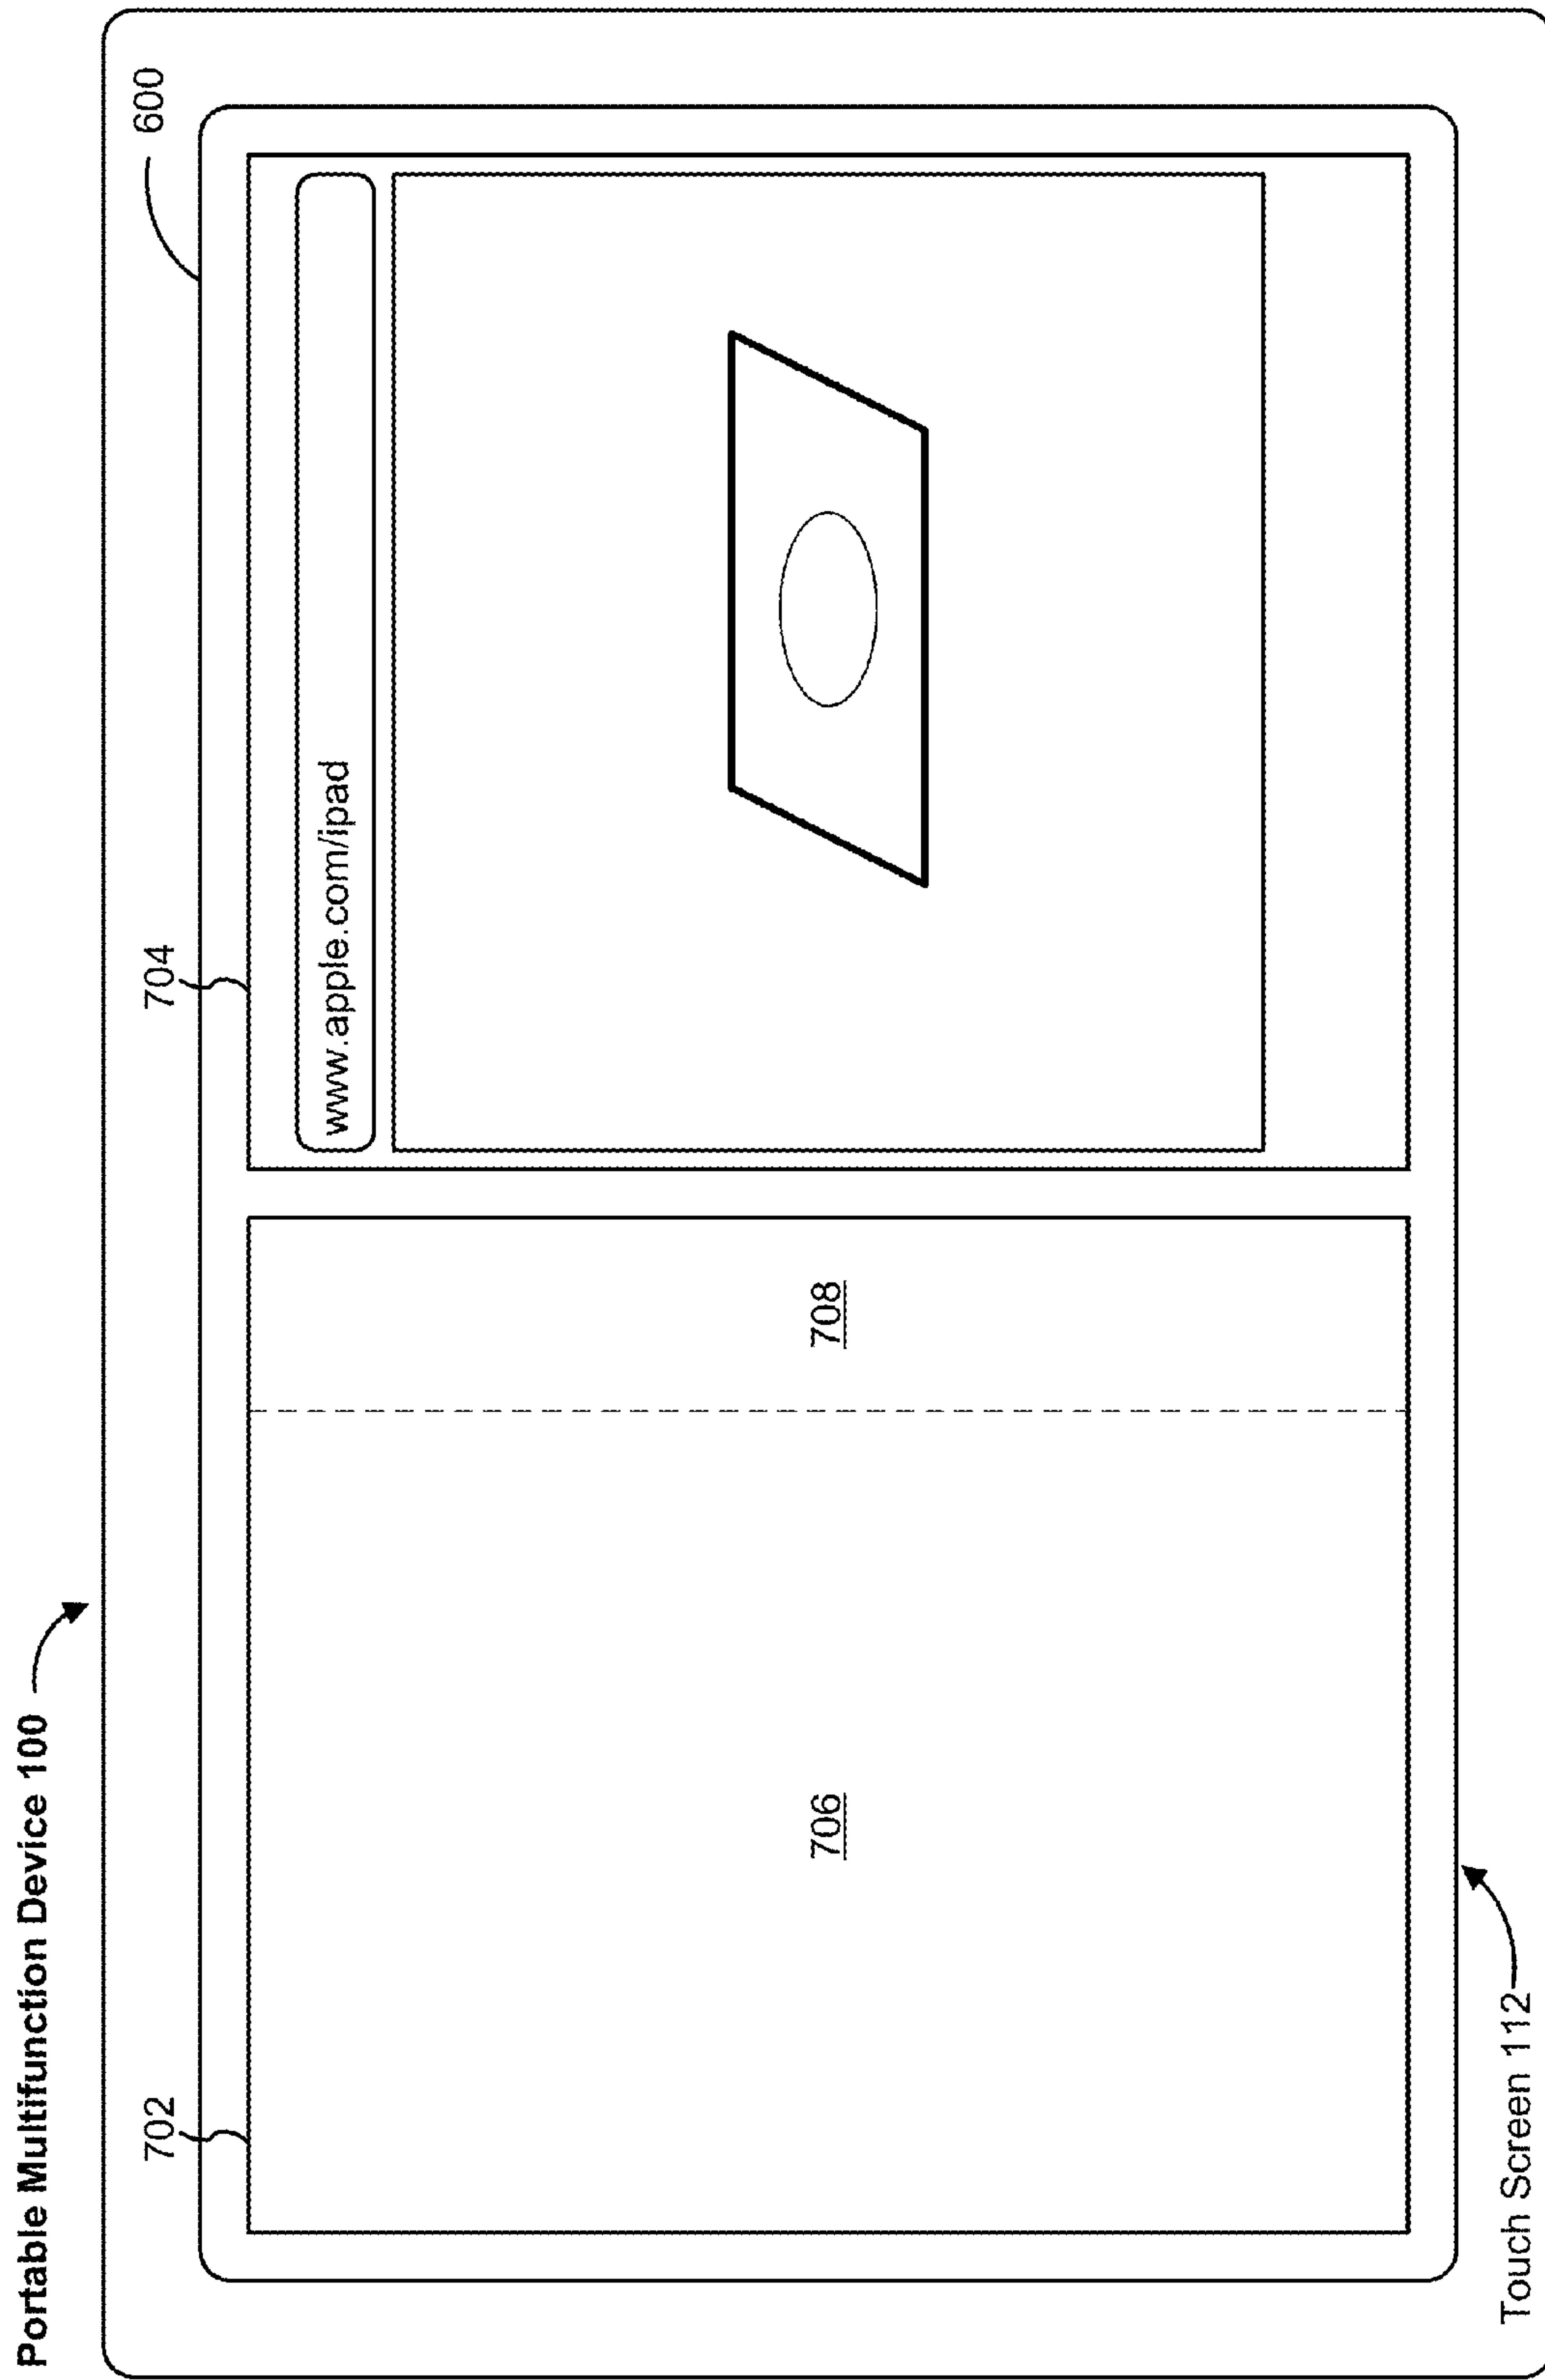 Portable Multifunction Device 100
600
702
704
www.apple.com/ipad
706
708
Touch Screen 112